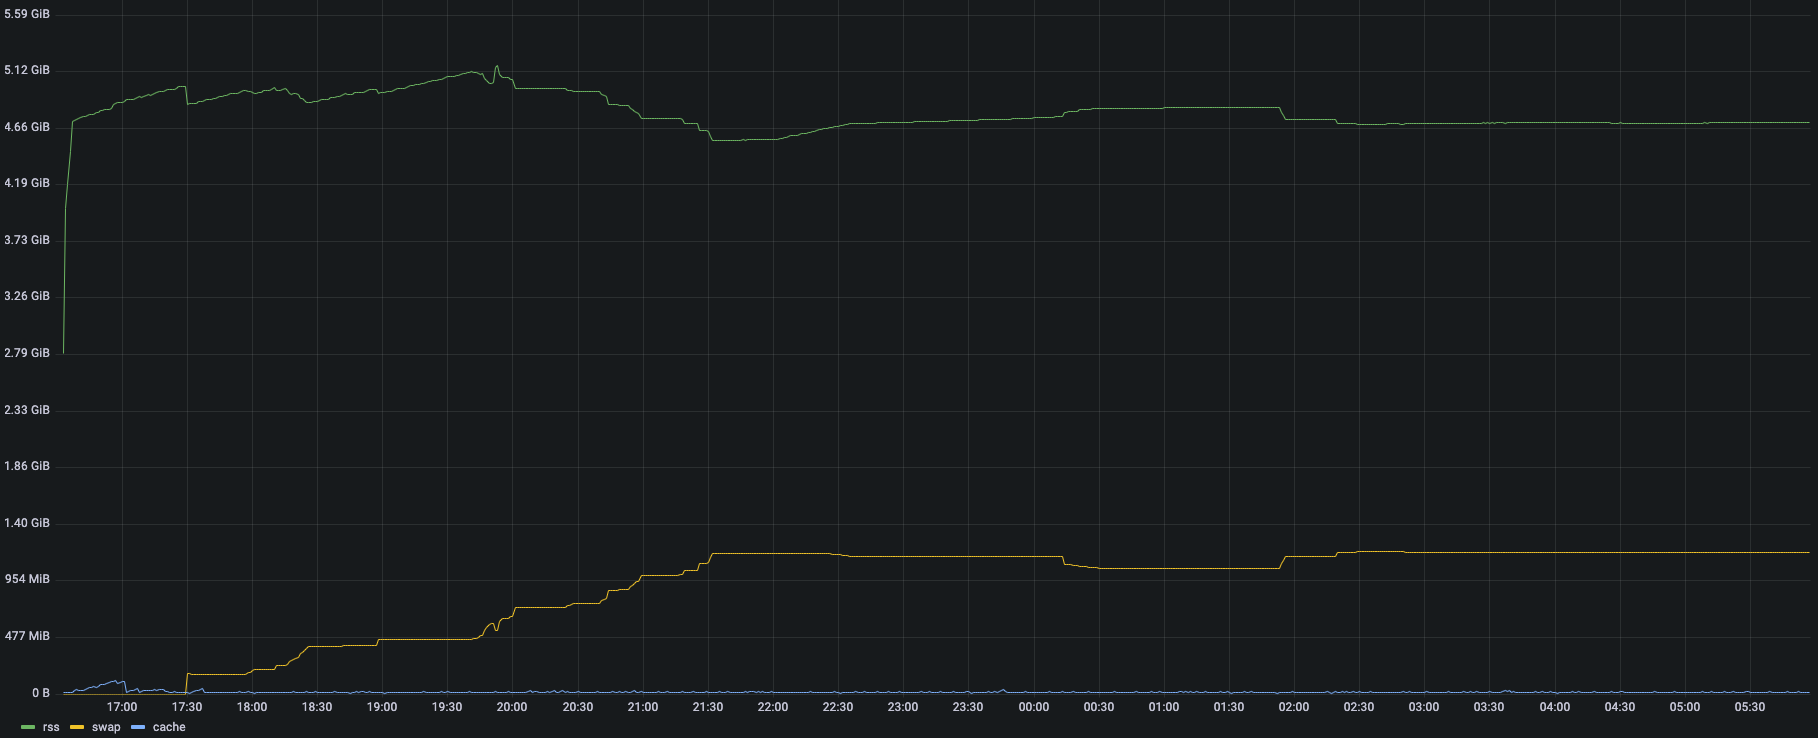 5.59 GiB
5.12 GiB
4.66 GiB
4.19 GiB
3.73 GiB
3.26 GiB
2.79 GiB
2.33 GiB
1.86 GiB
1.40 GiB
954 MiB
477 MiB
0 B
17:00 17:30 18:00 18:30 19:00 19:30 20:00 20:30 21:00 21:30 22:00 22:30 23:00 23:30 00:00 00:30 01:00 01:30 02:00 02:30 03:00 03:30 04:00 04:30 05:00 05:30
rss swap cache